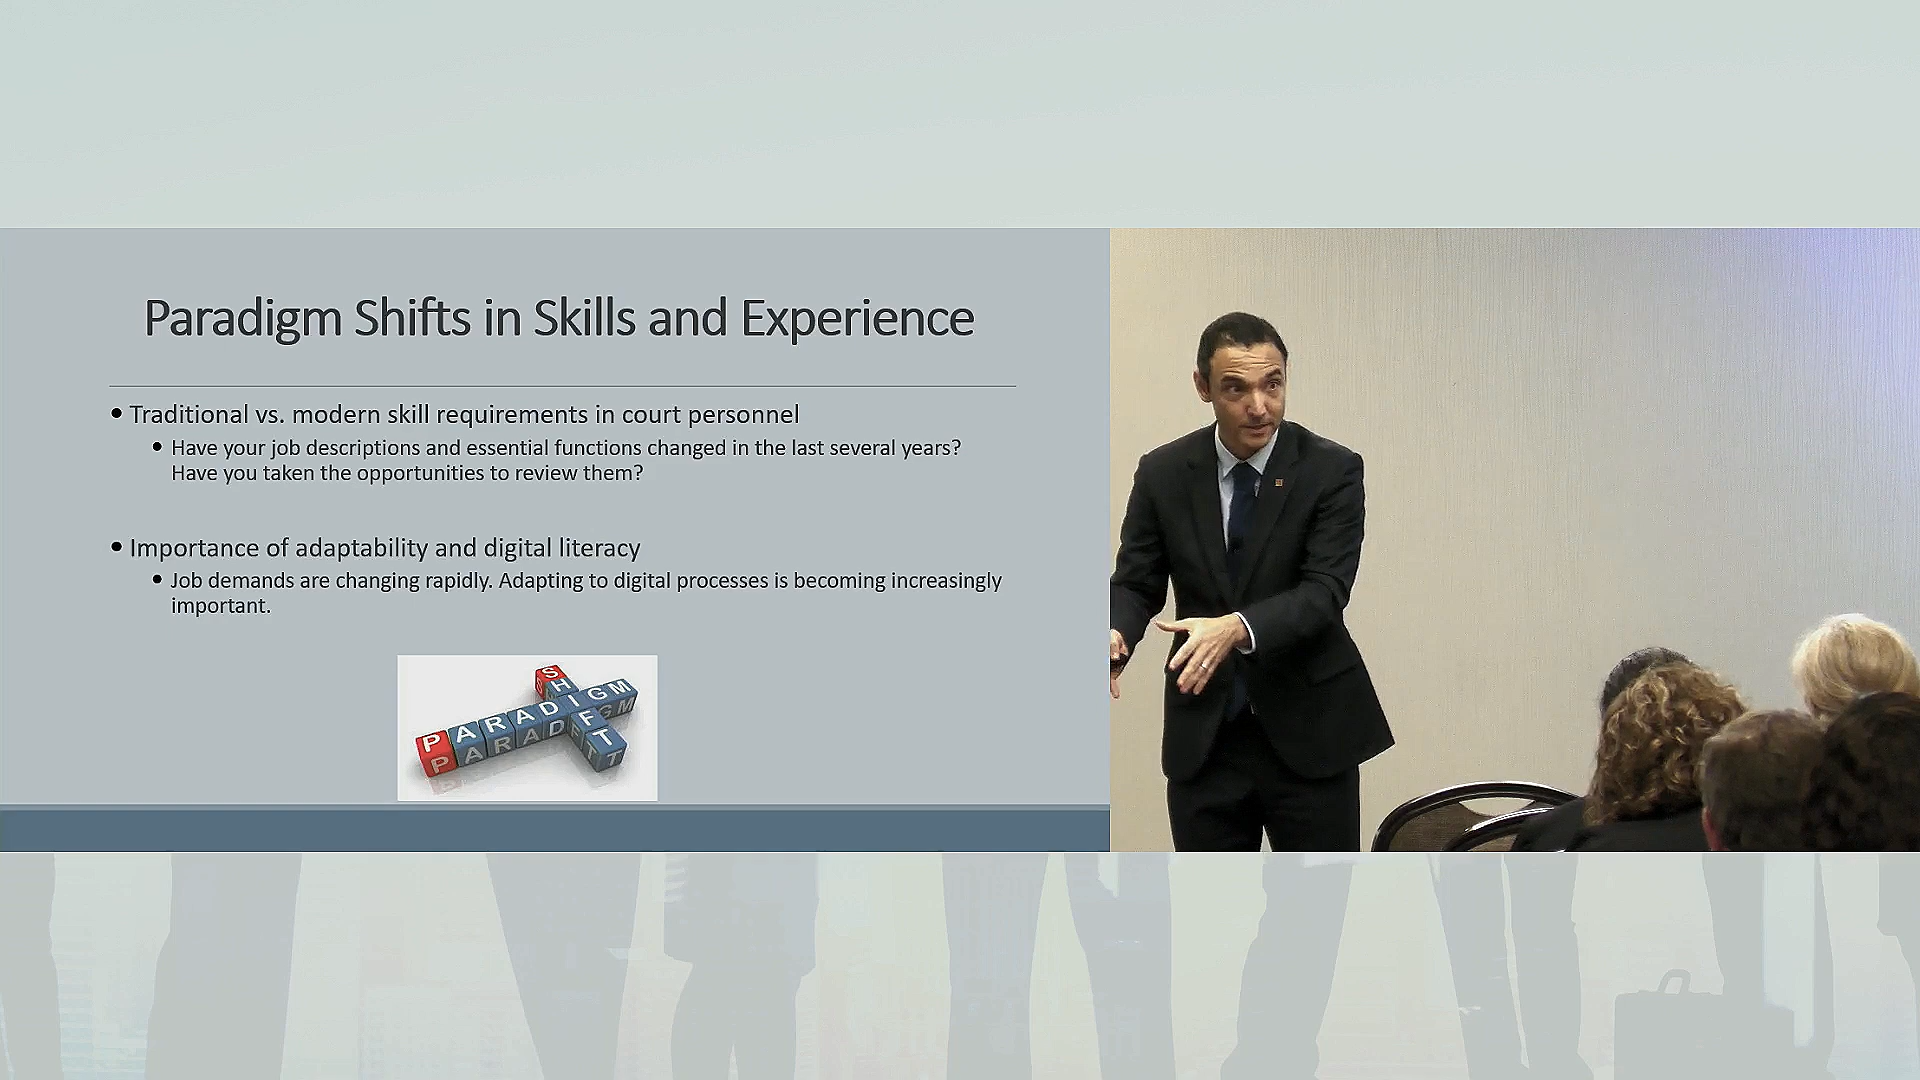 Paradigm Shifts in Skills and Experience
• Traditional vs. modern skill requirements in court personnel
• Have your job descriptions and essential functions changed in the last several years?
Have you taken the opportunities to review them?
• Importance of adaptability and digital literacy
• Job demands are changing rapidly. Adapting to digital processes is becoming increasingly
important.
PARADIGM
SHIFT